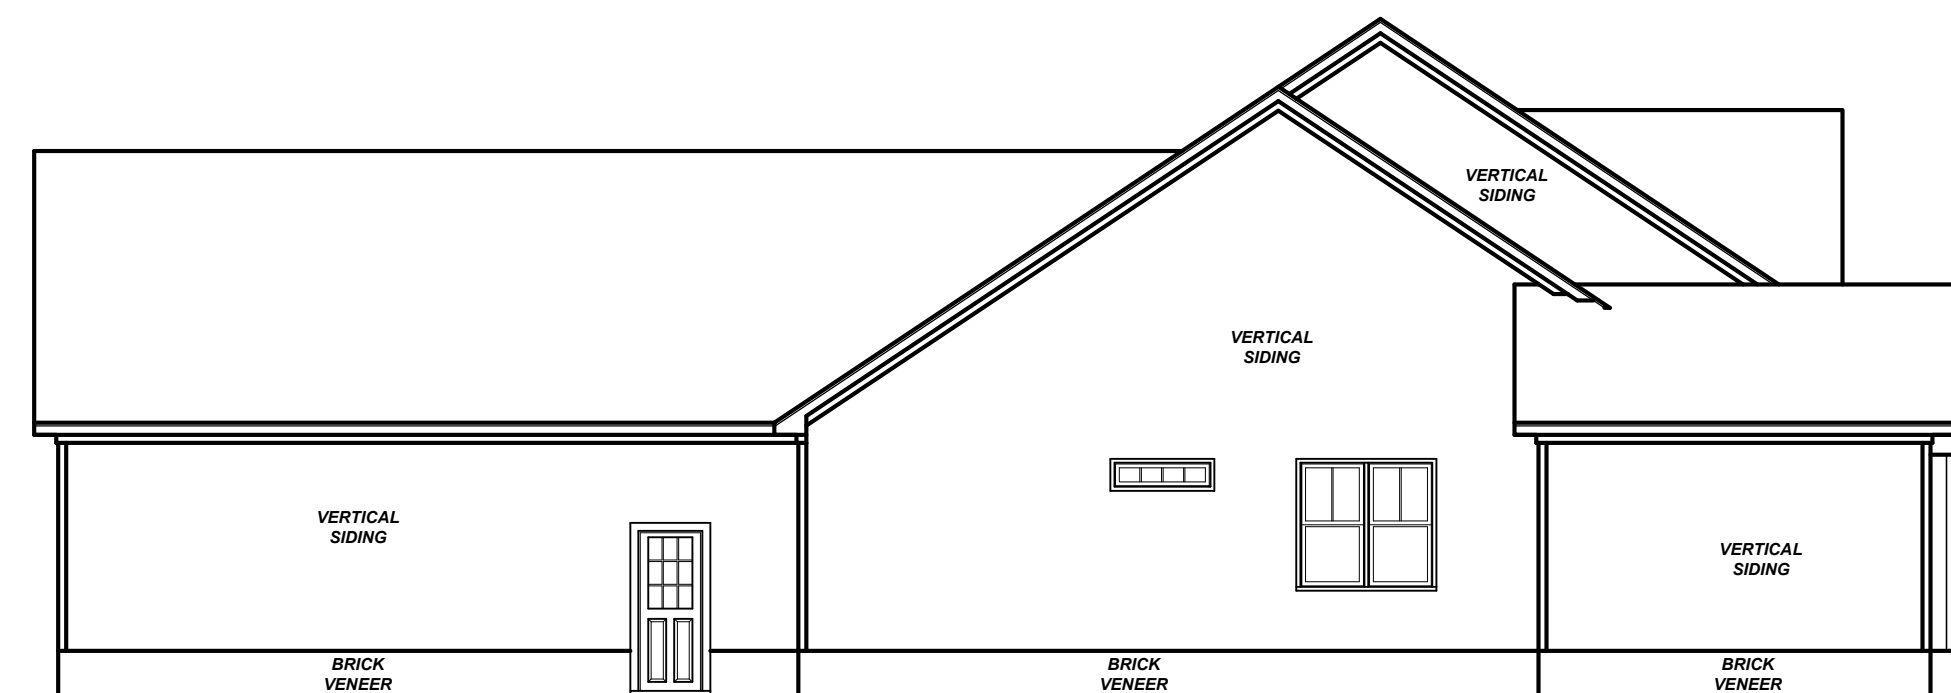 VERTICAL
SIDING
VERTICAL
SIDING
VERTICAL
SIDING
VERTICAL
SIDING
BRICK
VENEER
BRICK
VENEER
BRICK
VENEER